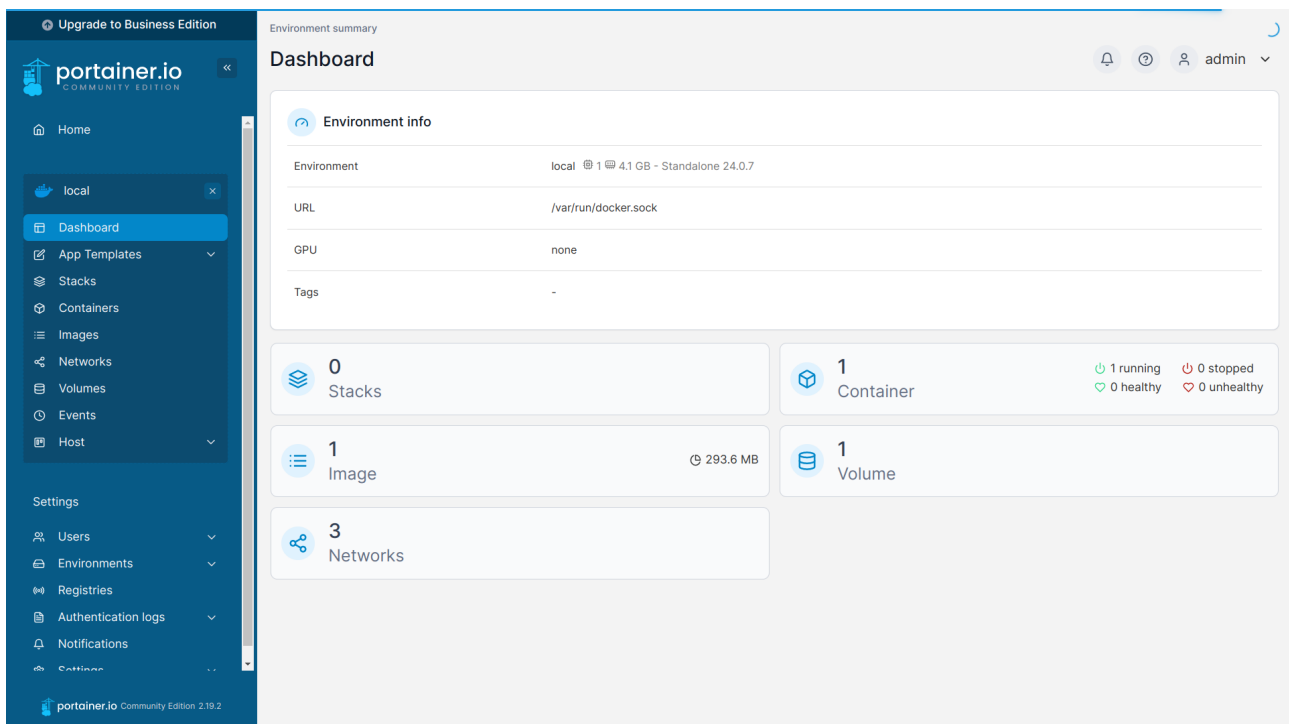 Upgrade to Business Edition
portainer.io
COMMUNITY EDITION
Home
local
Dashboard
App Templates
Stacks
Containers
Images
Networks
Volumes
Events
Host
Settings
Users
Environments
Registries
Authentication logs
Notifications
Settings
portainer.io Community Edition 2.19.2
Environment summary
Dashboard
admin
Environment info
Environment local 1 4.1 GB - Standalone 24.0.7
URL /var/run/docker.sock
GPU none
Tags -
0
Stacks
1
Container
1 running 0 stopped
0 healthy 0 unhealthy
1
Image
293.6 MB
1
Volume
3
Networks